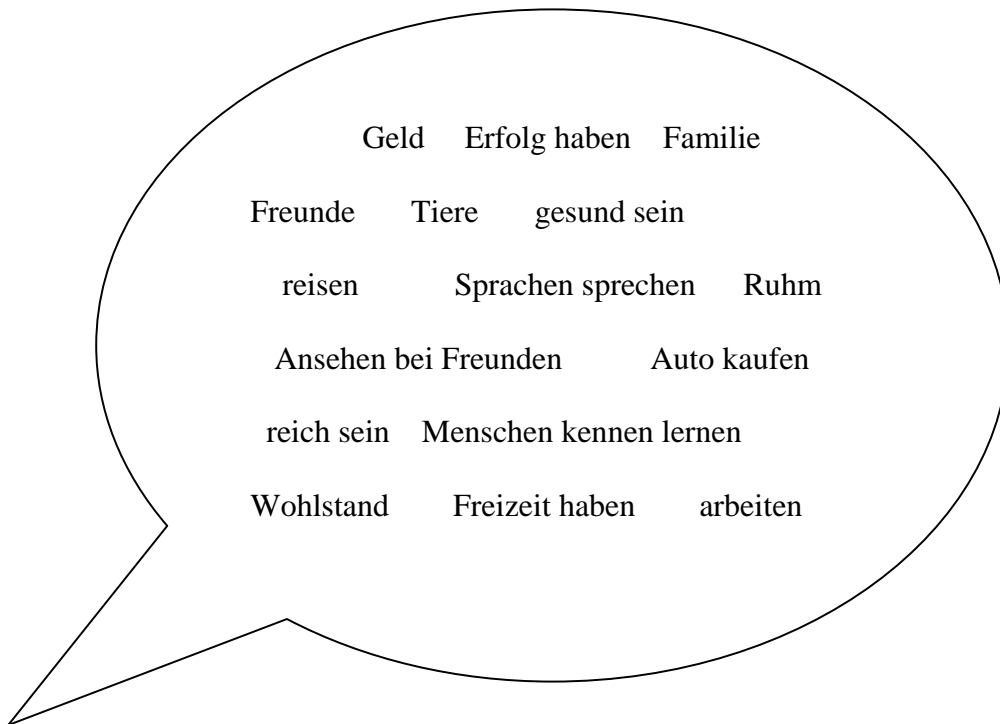 Geld Erfolg haben Familie
Freunde Tiere gesund sein
reisen Sprachen sprechen Ruhm
Ansehen bei Freunden Auto kaufen
reich sein Menschen kennen lernen
Wohlstand Freizeit haben arbeiten